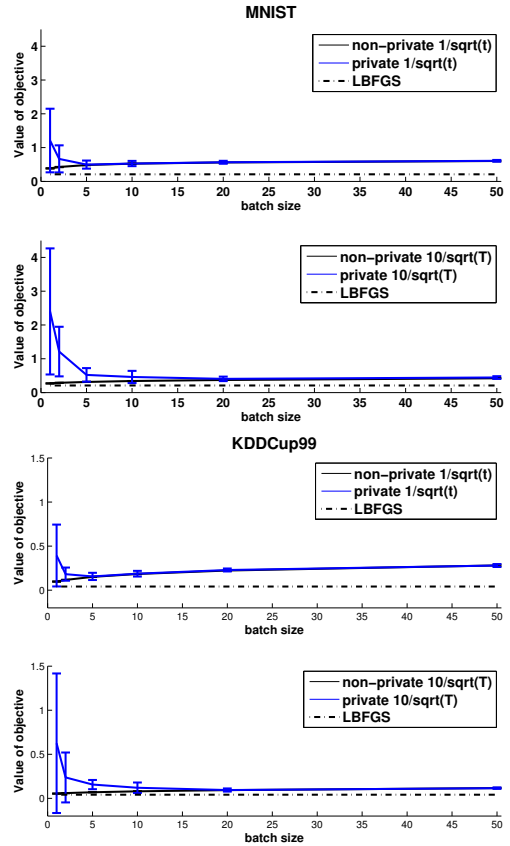 MNIST
Value of objective
4
3
2
1
0
non-private 1/sqrt(t)
private 1/sqrt(t)
LBFGS
0 5 10 15 20 25 30 35 40 45 50
batch size
Value of objective
4
3
2
1
0
non-private 10/sqrt(T)
private 10/sqrt(T)
LBFGS
0 5 10 15 20 25 30 35 40 45 50
batch size
KDDCup99
Value of objective
1.5
1
0.5
0
non-private 1/sqrt(t)
private 1/sqrt(t)
LBFGS
0 5 10 15 20 25 30 35 40 45 50
batch size
Value of objective
1.5
1
0.5
0
non-private 10/sqrt(T)
private 10/sqrt(T)
LBFGS
0 5 10 15 20 25 30 35 40 45 50
batch size